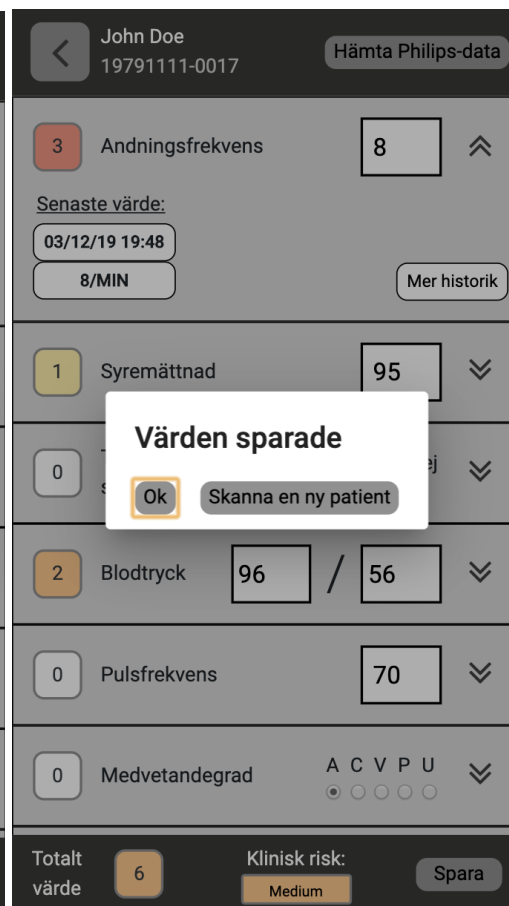 John Doe
19791111-0017
Hämta Philips-data
3 Andningsfrekvens 8
Senaste värde:
03/12/19 19:48
8/MIN
Mer historik
1 Syremättnad 95
0 ej
Värden sparade
Ok Skanna en ny patient
2 Blodtryck 96 / 56
0 Pulsfrekvens 70
0 Medvetandegrad A C V P U
Totalt värde 6
Klinisk risk:
Medium
Spara